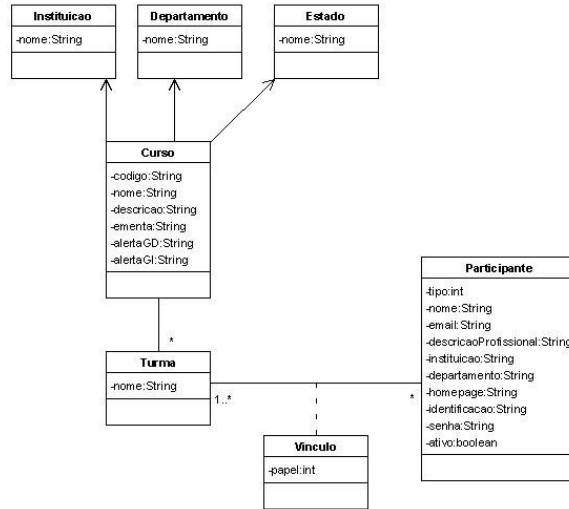 Instituicao
-nome:String
Departamento
-nome:String
Estado
-nome:String
Curso
-codigo:String
-nome:String
-descricao:String
-ementa:String
-alertaGD:String
-alertaGI:String
*
Turma
-nome:String
1..*
*
Participante
-tipo:int
-nome:String
-email:String
-descricaoProfissional:String
-instituicao:String
-departamento:String
-homepage:String
-identificacao:String
-senha:String
-ativo:boolean
Vinculo
-papel:int